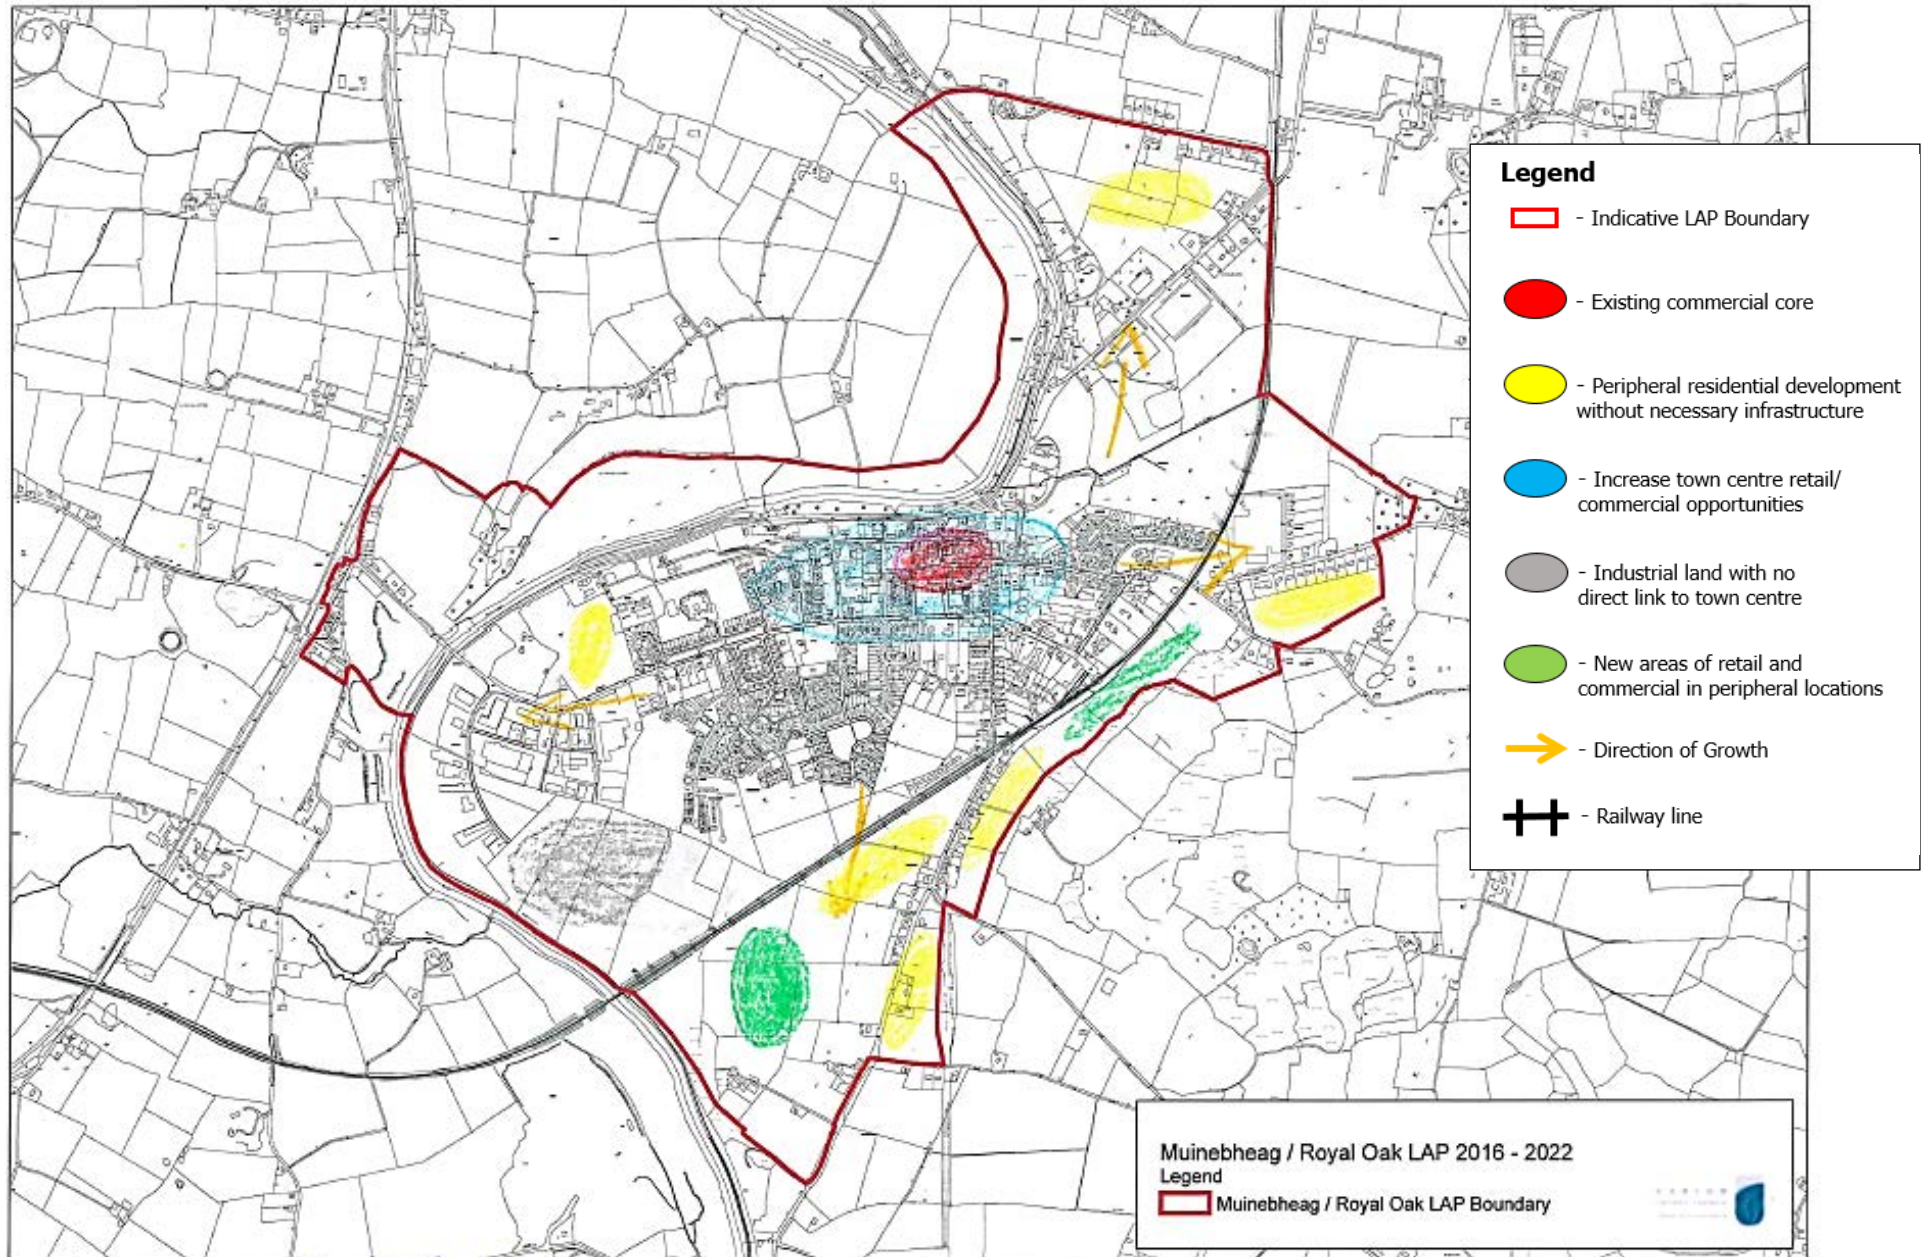 Legend
- Indicative LAP Boundary
- Existing commercial core
- Peripheral residential development
without necessary infrastructure
- Increase town centre retail/
commercial opportunities
- Industrial land with no
direct link to town centre
- New areas of retail and
commercial in peripheral locations
- Direction of Growth
- Railway line
Muinebheag / Royal Oak LAP 2016 - 2022
Legend
Muinebheag / Royal Oak LAP Boundary